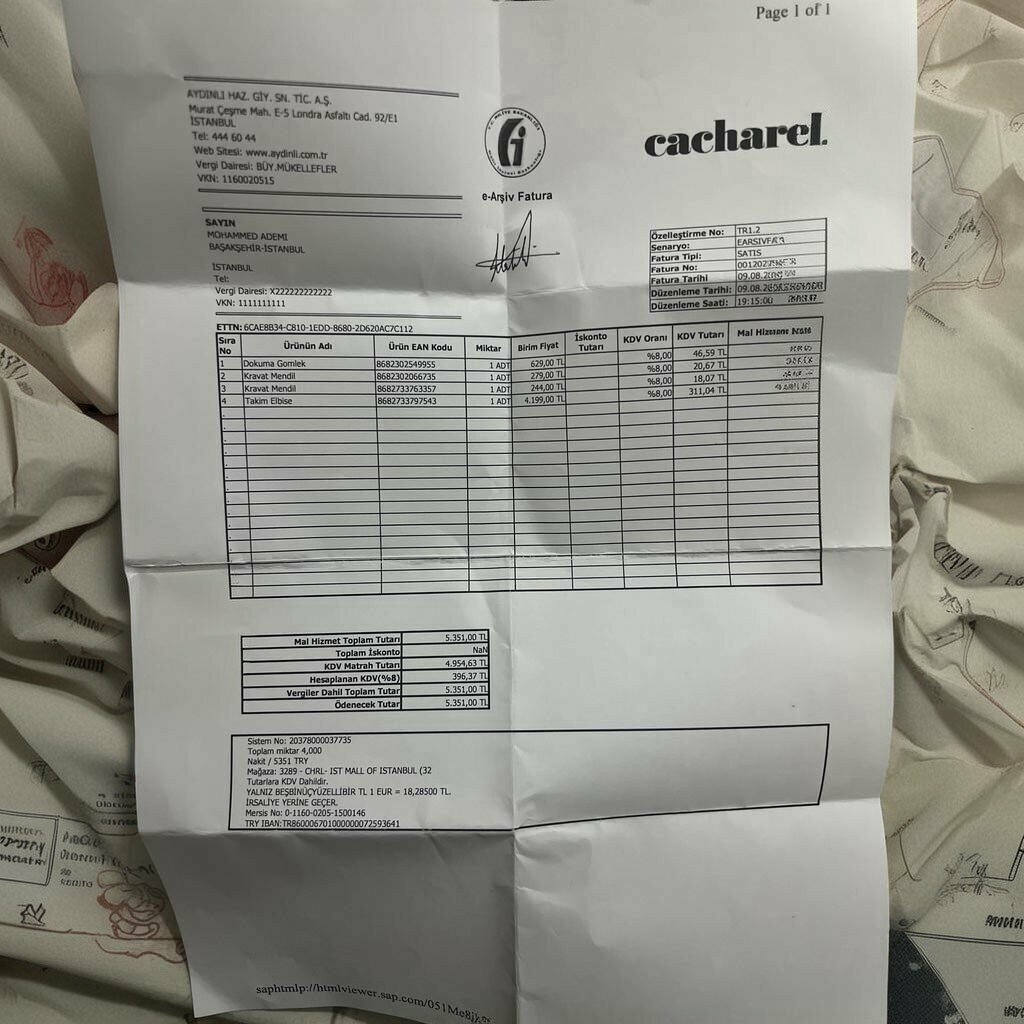 Page 1 of 1
AYDINLI HAZ. GİY. SN. TİC. A.Ş.
Murat Çeşme Mah. E-5 Londra Asfaltı Cad. 92/E1
İSTANBUL
Tel: 444 60 44
Web Sitesi: www.aydinli.com.tr
Vergi Dairesi: BÜY.MÜKELLEFLER
VKN: 1160020515
e-Arşiv Fatura
cacharel.
SAYIN
MOHAMMED ADEMI
BAŞAKŞEHİR-İSTANBUL
İSTANBUL
Tel:
Vergi Dairesi: X222222222222
VKN: 1111111111
Özelleştirme No: TR1.2
Senaryo:
Fatura Tipi: SATIS
Fatura No:
Fatura Tarihi 09.08.
Düzenleme Tarihi: 09.08.
Düzenleme Saati: 19:15:00
ETTN: 6CAE8B34-C810-1EDD-8680-2D620AC7C112
Sıra No Ürünün Adı Ürün EAN Kodu Miktar Birim Fiyat İskonto Tutarı KDV Oranı KDV Tutarı Mal
1 Dokuma Gomlek 8682302549955 1 ADT 629,00 TL %8,00 46,59 TL
2 Kravat Mendil 8682302066735 1 ADT 279,00 TL %8,00 20,67 TL
3 Kravat Mendil 8682733763357 1 ADT 244,00 TL %8,00 18,07 TL
4 Takim Elbise 8682733797543 1 ADT 4.199,00 TL %8,00 311,04 TL
Mal Hizmet Toplam Tutarı 5.351,00 TL
Toplam İskonto NaN
KDV Matrah Tutarı 4.954,63 TL
Hesaplanan KDV(%8) 396,37 TL
Vergiler Dahil Toplam Tutar 5.351,00 TL
Ödenecek Tutar 5.351,00 TL
Sistem No: 20378000037735
Toplam miktar 4,000
Nakit / 5351 TRY
Mağaza: 3289 - CHRL- IST MALL OF ISTANBUL (32
Tutarlara KDV Dahildir.
YALNIZ BEŞBİNÜÇYÜZELLİBİR TL 1 EUR = 18,28500 TL.
İRSALİYE YERİNE GEÇER.
Mersis No: 0-1160-0205-1500146
TRY IBAN:TR860006701000000072593641